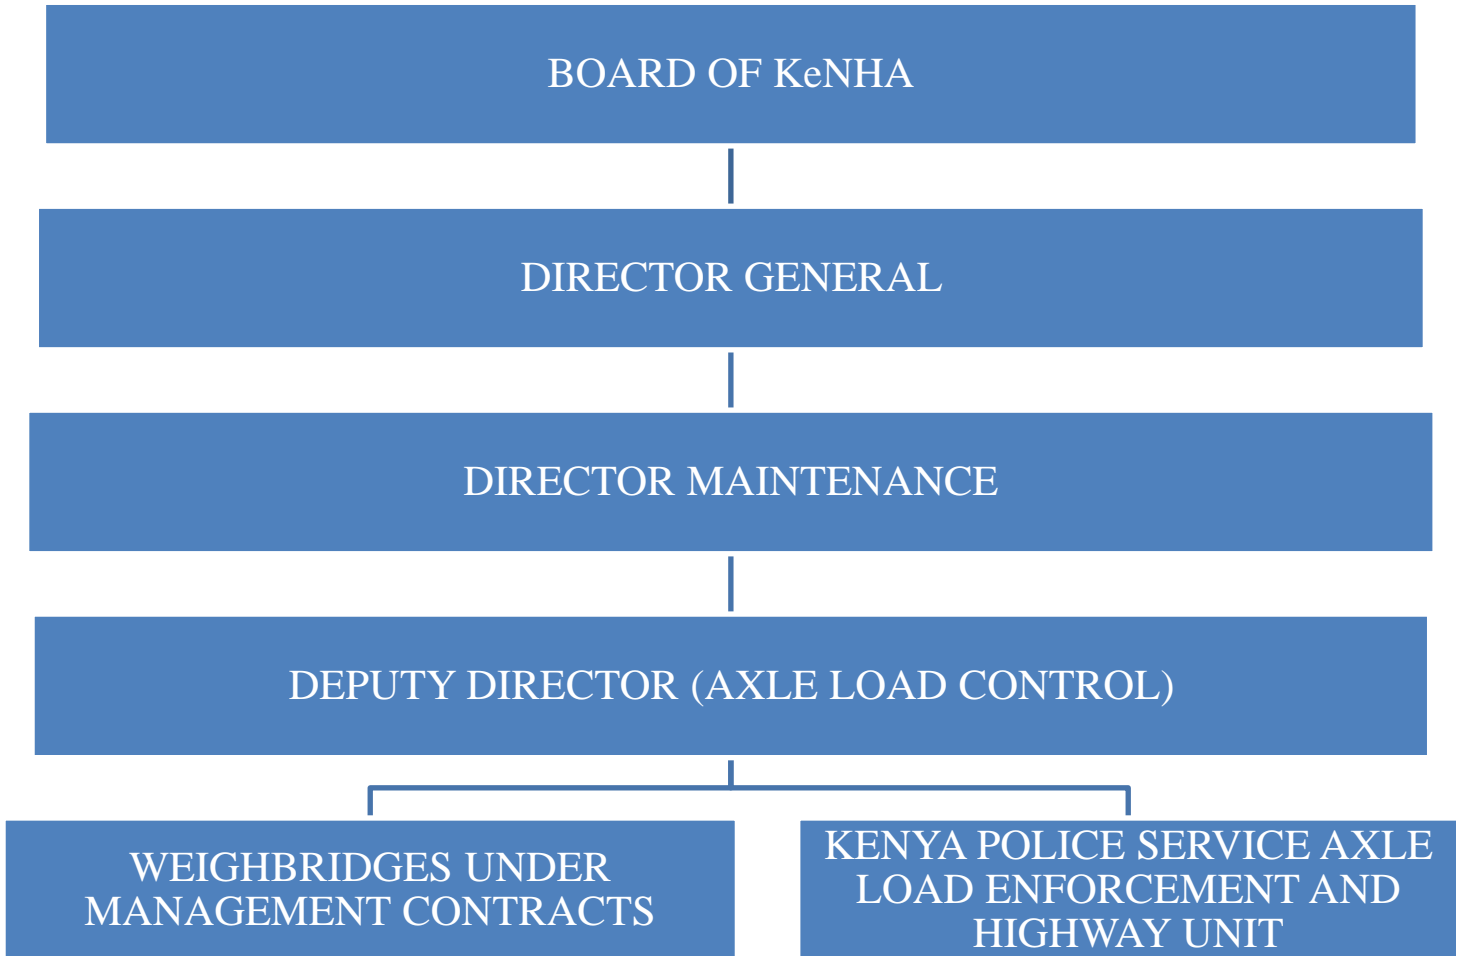 BOARD OF KeNHA
DIRECTOR GENERAL
DIRECTOR MAINTENANCE
DEPUTY DIRECTOR (AXLE LOAD CONTROL)
WEIGHBRIDGES UNDER
MANAGEMENT CONTRACTS
KENYA POLICE SERVICE AXLE
LOAD ENFORCEMENT AND
HIGHWAY UNIT